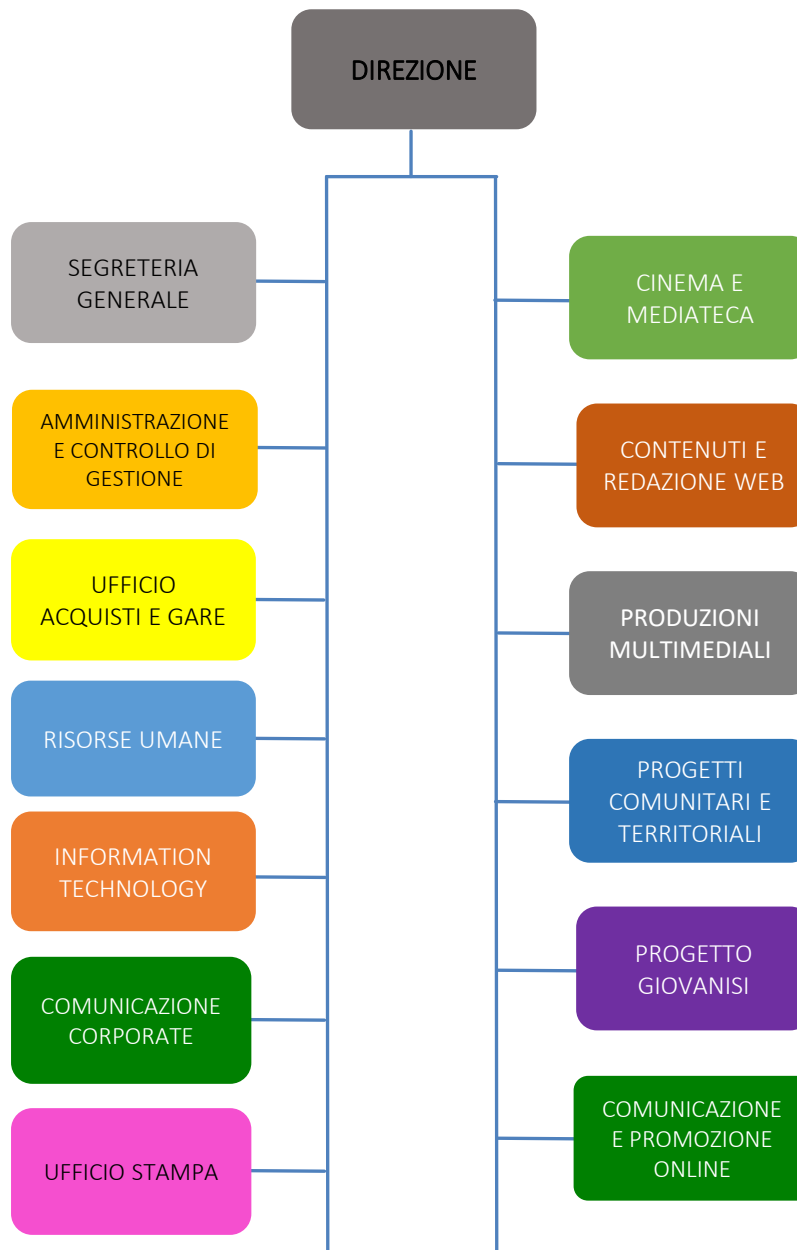 DIREZIONE
SEGRETERIA
GENERALE
AMMINISTRAZIONE
E CONTROLLO DI
GESTIONE
UFFICIO
ACQUISTI E GARE
RISORSE UMANE
INFORMATION
TECHNOLOGY
COMUNICAZIONE
CORPORATE
UFFICIO STAMPA
CINEMA E
MEDIATECA
CONTENUTI E
REDAZIONE WEB
PRODUZIONI
MULTIMEDIALI
PROGETTI
COMUNITARI E
TERRITORIALI
PROGETTO
GIOVANISI
COMUNICAZIONE
E PROMOZIONE
ONLINE